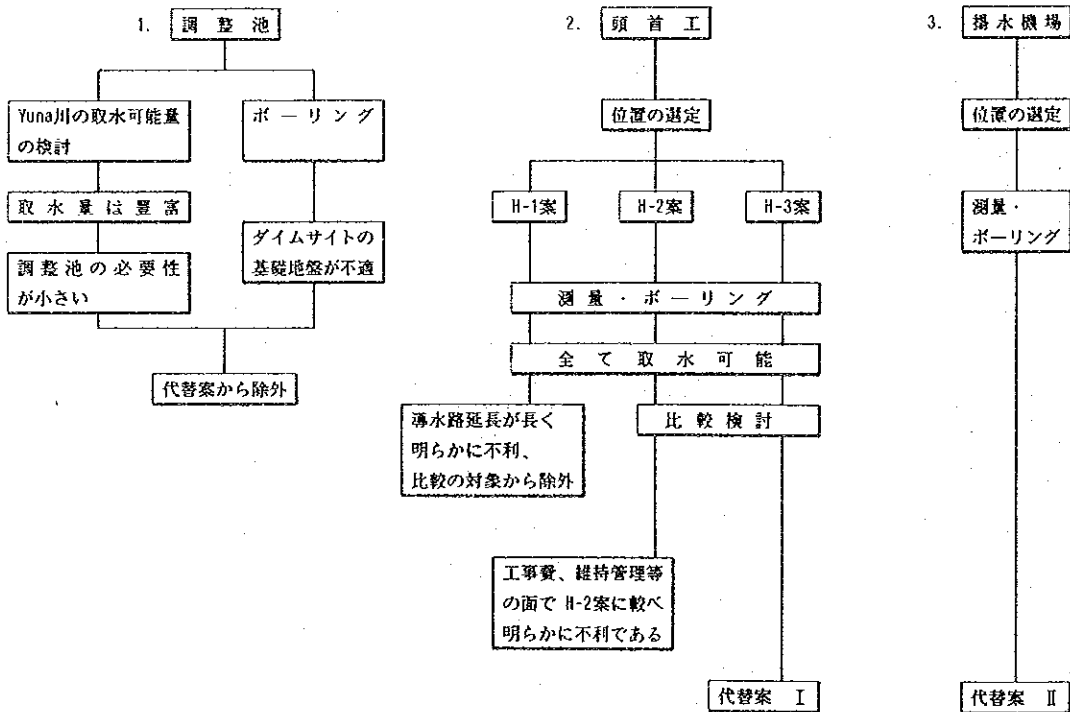 1. 調整池
Yuna川の取水可能量
の検討
ボーリング
取水量は豊富
ダイムサイトの
基礎地盤が不適
調整池の必要性
が小さい
代替案から除外
2. 頭首工
位置の選定
H-1案
H-2案
H-3案
測量・ボーリング
全て取水可能
導水路延長が長く
明らかに不利、
比較の対象から除外
比較検討
工事費、維持管理等
の面で H-2案に較べ
明らかに不利である
代替案 I
3. 揚水機場
位置の選定
測量・
ボーリング
代替案 II